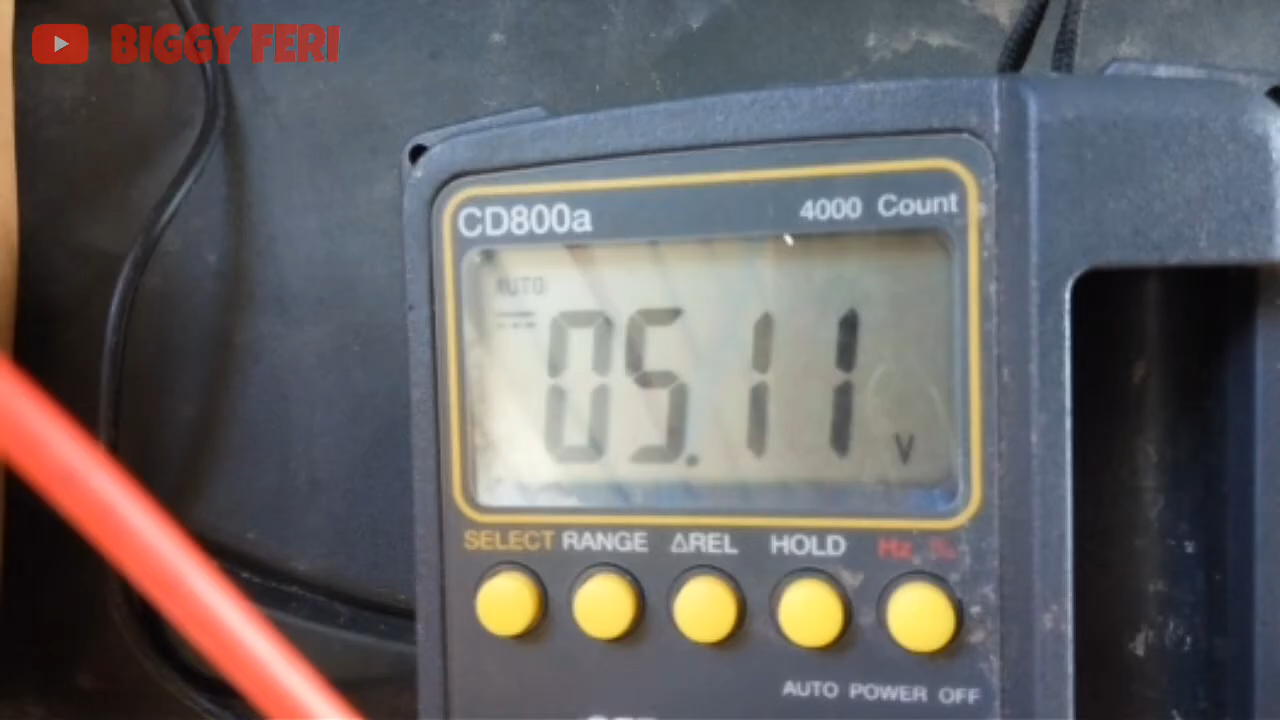 BIGGY FERI
CD800a
4000 Count
AUTO
05.11 V
SELECT RANGE ΔREL HOLD Hz %
AUTO POWER OFF